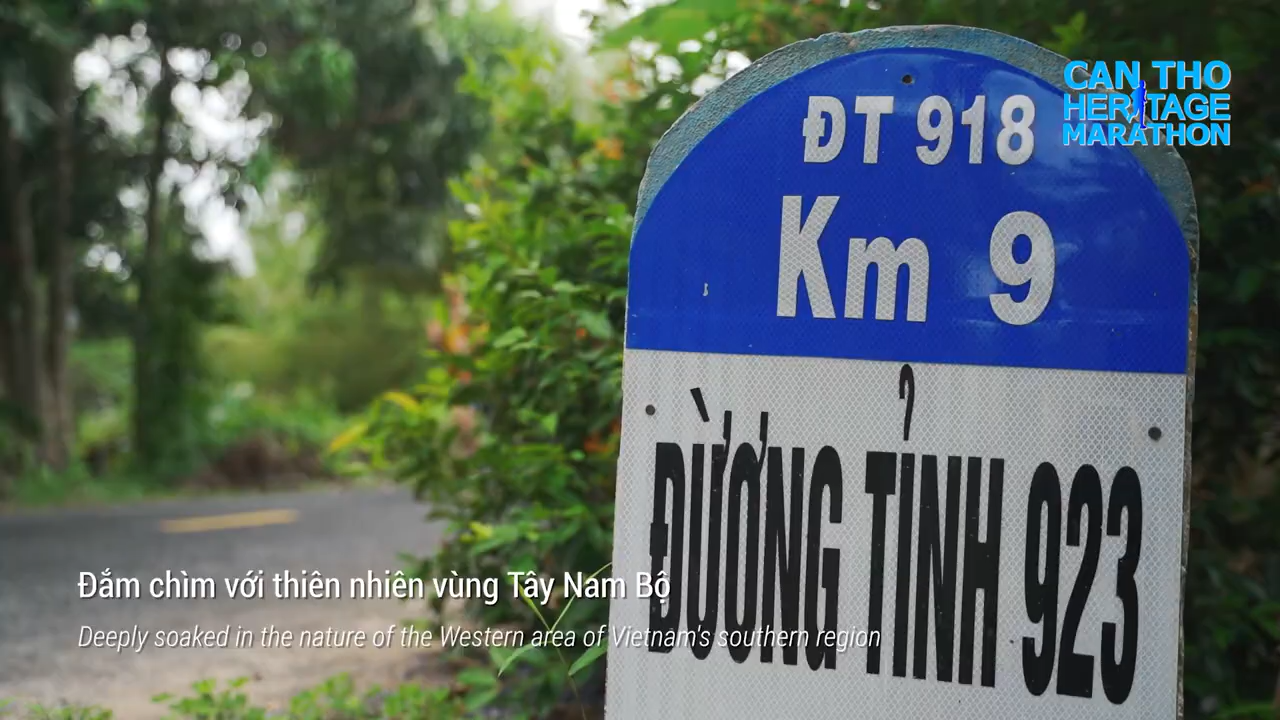 CAN THO
HERITAGE
MARATHON
ĐT 918
Km 9
ĐƯỜNG TỈNH 923
Đắm chìm với thiên nhiên vùng Tây Nam Bộ
Deeply soaked in the nature of the Western area of Vietnam's southern region